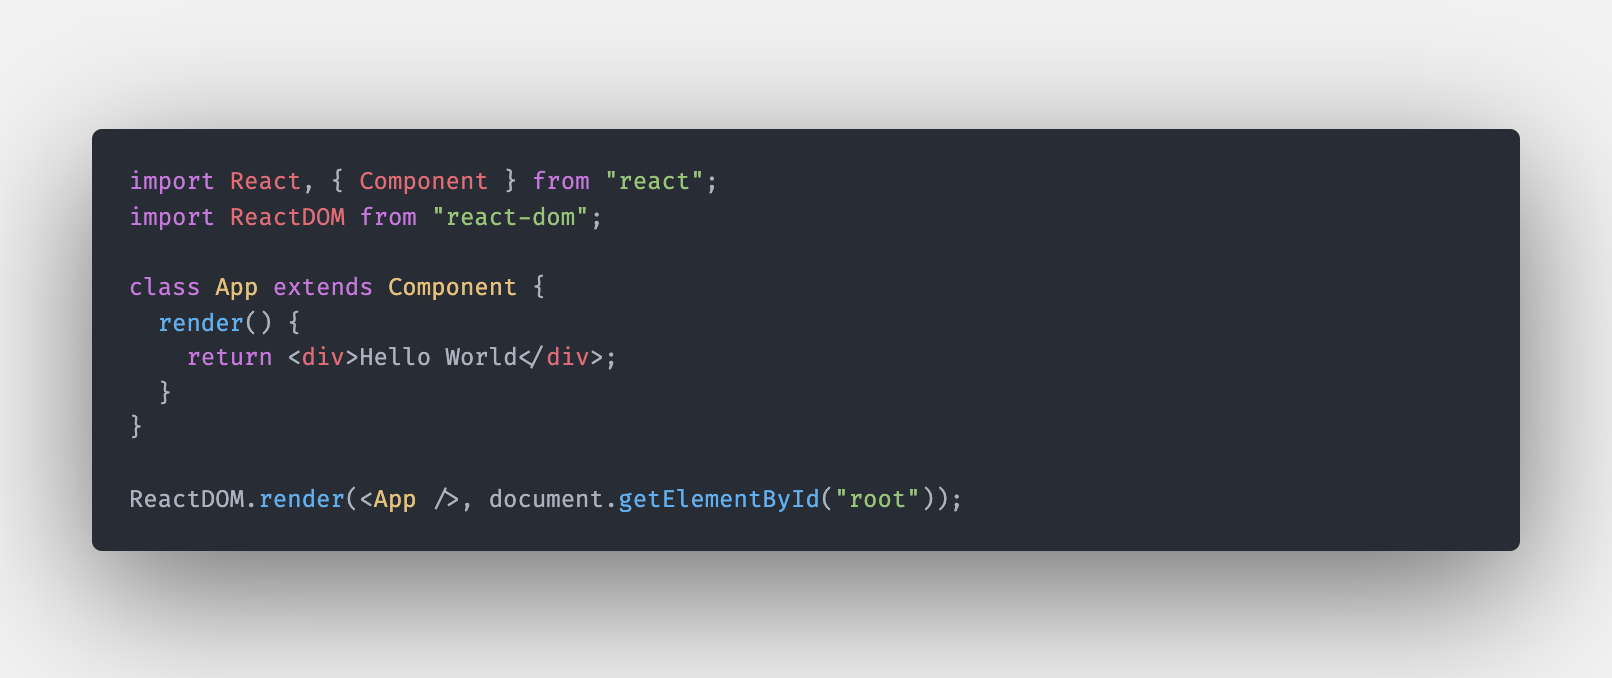 import React, { Component } from "react";
import ReactDOM from "react-dom";

class App extends Component {
  render() {
    return <div>Hello World</div>;
  }
}

ReactDOM.render(<App />, document.getElementById("root"));